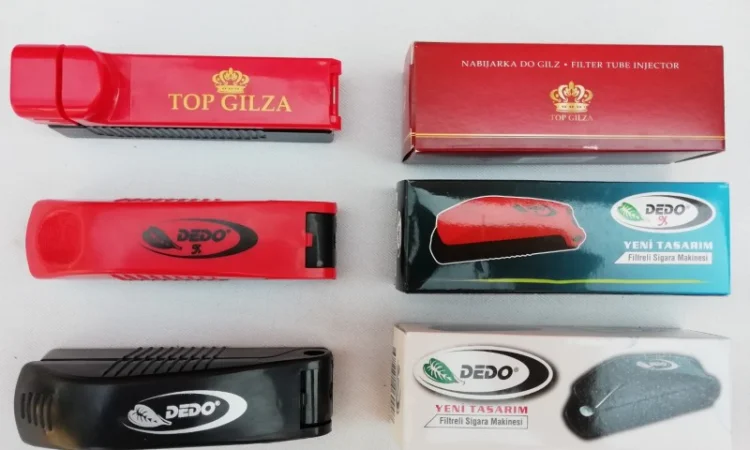 TOP GILZA
NABIJARKA DO GILZ • FILTER TUBE INJECTOR
TOP GILZA
DEDO®
DEDO®
YENİ TASARIM
Filtreli Sigara Makinesi
DEDO®
DEDO®
YENİ TASARIM
Filtreli Sigara Makinesi